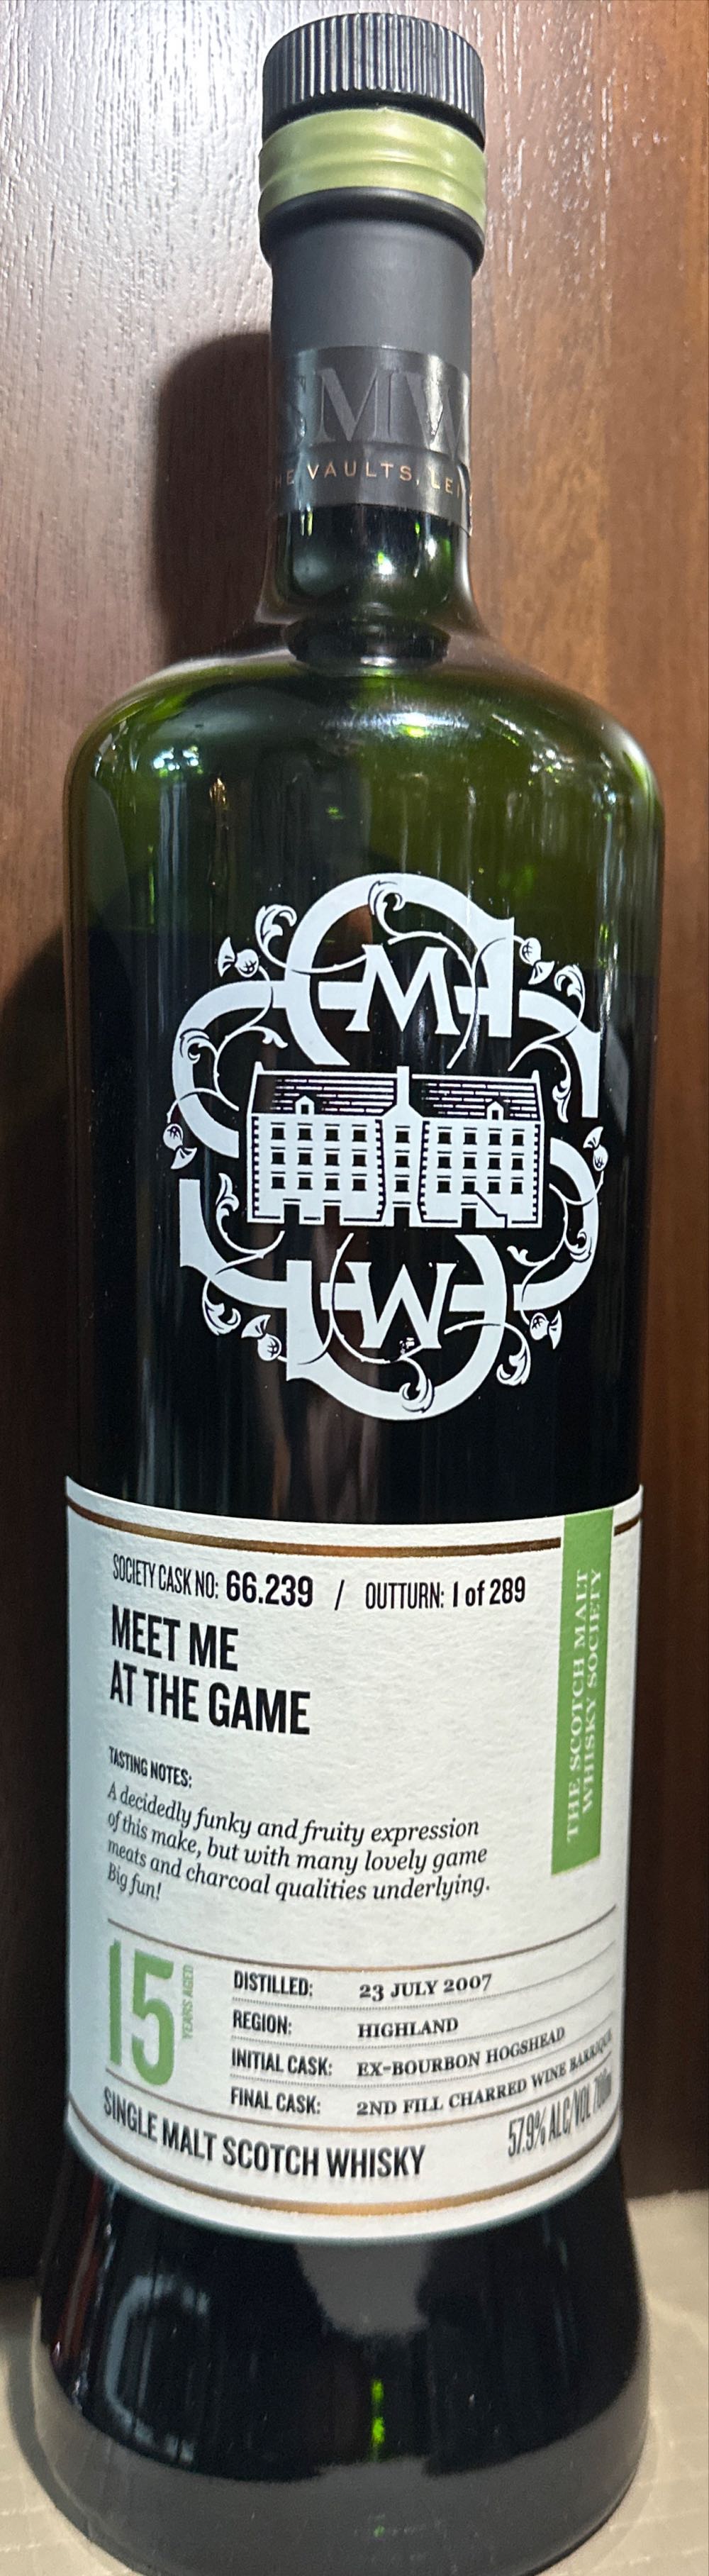 SMW
THE VAULTS, LEI
M
W
SOCIETY CASK NO: 66.239 / OUTTURN: 1 of 289
MEET ME
AT THE GAME
TASTING NOTES:
A decidedly funky and fruity expression
of this make, but with many lovely game
meats and charcoal qualities underlying.
Big fun!
THE SCOTCH MALT
WHISKY SOCIETY
15
YEARS AGED
DISTILLED: 23 JULY 2007
REGION: HIGHLAND
INITIAL CASK: EX-BOURBON HOGSHEAD
FINAL CASK: 2ND FILL CHARRED WINE BARRIQUE
SINGLE MALT SCOTCH WHISKY
57.9% ALC/VOL 700ml